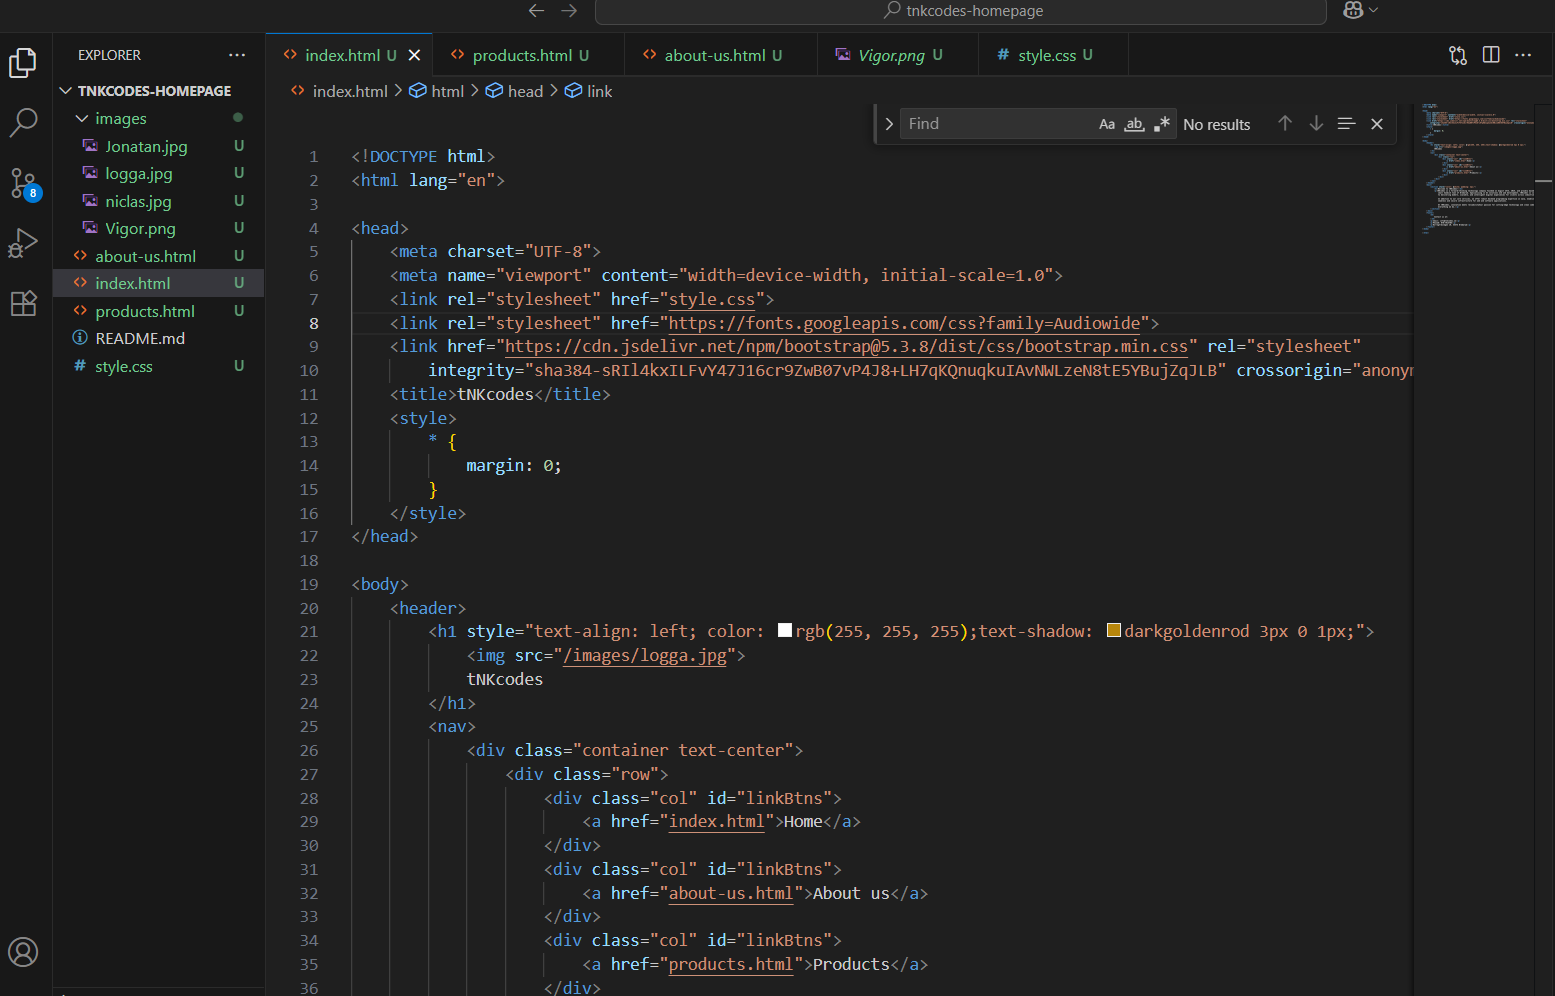 tnkcodes-homepage
EXPLORER
TNKCODES-HOMEPAGE
images
Jonatan.jpg U
logga.jpg U
niclas.jpg U
Vigor.png U
about-us.html U
index.html U
products.html U
README.md
style.css U
8
index.html U
products.html U
about-us.html U
Vigor.png U
style.css U
index.html > html > head > link
Find
Aa ab
No results
1 <!DOCTYPE html>
2 <html lang="en">
3
4 <head>
5 <meta charset="UTF-8">
6 <meta name="viewport" content="width=device-width, initial-scale=1.0">
7 <link rel="stylesheet" href="style.css">
8 <link rel="stylesheet" href="https://fonts.googleapis.com/css?family=Audiowide">
9 <link href="https://cdn.jsdelivr.net/npm/bootstrap@5.3.8/dist/css/bootstrap.min.css" rel="stylesheet"
10 integrity="sha384-sRIl4kxILFvY47J16cr9ZwB07vP4J8+LH7qKQnuqkuIAvNWLzeN8tE5YBujZqJLB" crossorigin="anonym
11 <title>tNKcodes</title>
12 <style>
13 * {
14 margin: 0;
15 }
16 </style>
17 </head>
18
19 <body>
20 <header>
21 <h1 style="text-align: left; color: rgb(255, 255, 255);text-shadow: darkgoldenrod 3px 0 1px;">
22 <img src="/images/logga.jpg">
23 tNKcodes
24 </h1>
25 <nav>
26 <div class="container text-center">
27 <div class="row">
28 <div class="col" id="linkBtns">
29 <a href="index.html">Home</a>
30 </div>
31 <div class="col" id="linkBtns">
32 <a href="about-us.html">About us</a>
33 </div>
34 <div class="col" id="linkBtns">
35 <a href="products.html">Products</a>
36 </div>